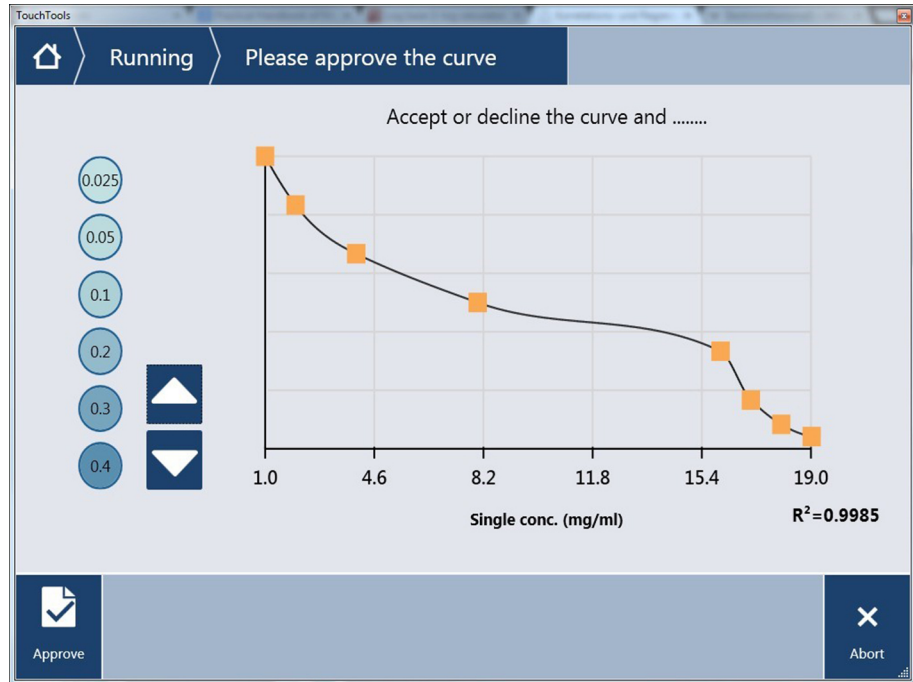 TouchTools
Running
Please approve the curve
Accept or decline the curve and ........
0.025
0.05
0.1
0.2
0.3
0.4
1.0 4.6 8.2 11.8 15.4 19.0
Single conc. (mg/ml)
R²=0.9985
Approve
Abort